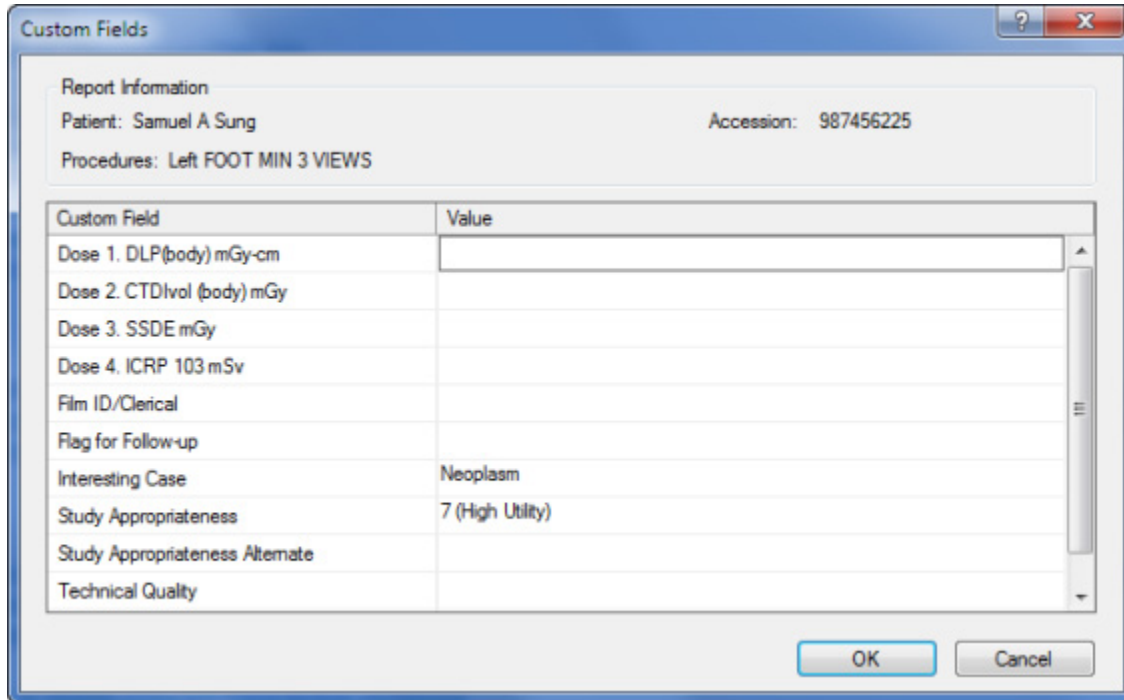 Custom Fields
Report Information
Patient: Samuel A Sung Accession: 987456225
Procedures: Left FOOT MIN 3 VIEWS
Custom Field Value
Dose 1. DLP(body) mGy-cm
Dose 2. CTDIvol (body) mGy
Dose 3. SSDE mGy
Dose 4. ICRP 103 mSv
Film ID/Clerical
Flag for Follow-up
Interesting Case Neoplasm
Study Appropriateness 7 (High Utility)
Study Appropriateness Alternate
Technical Quality
OK Cancel